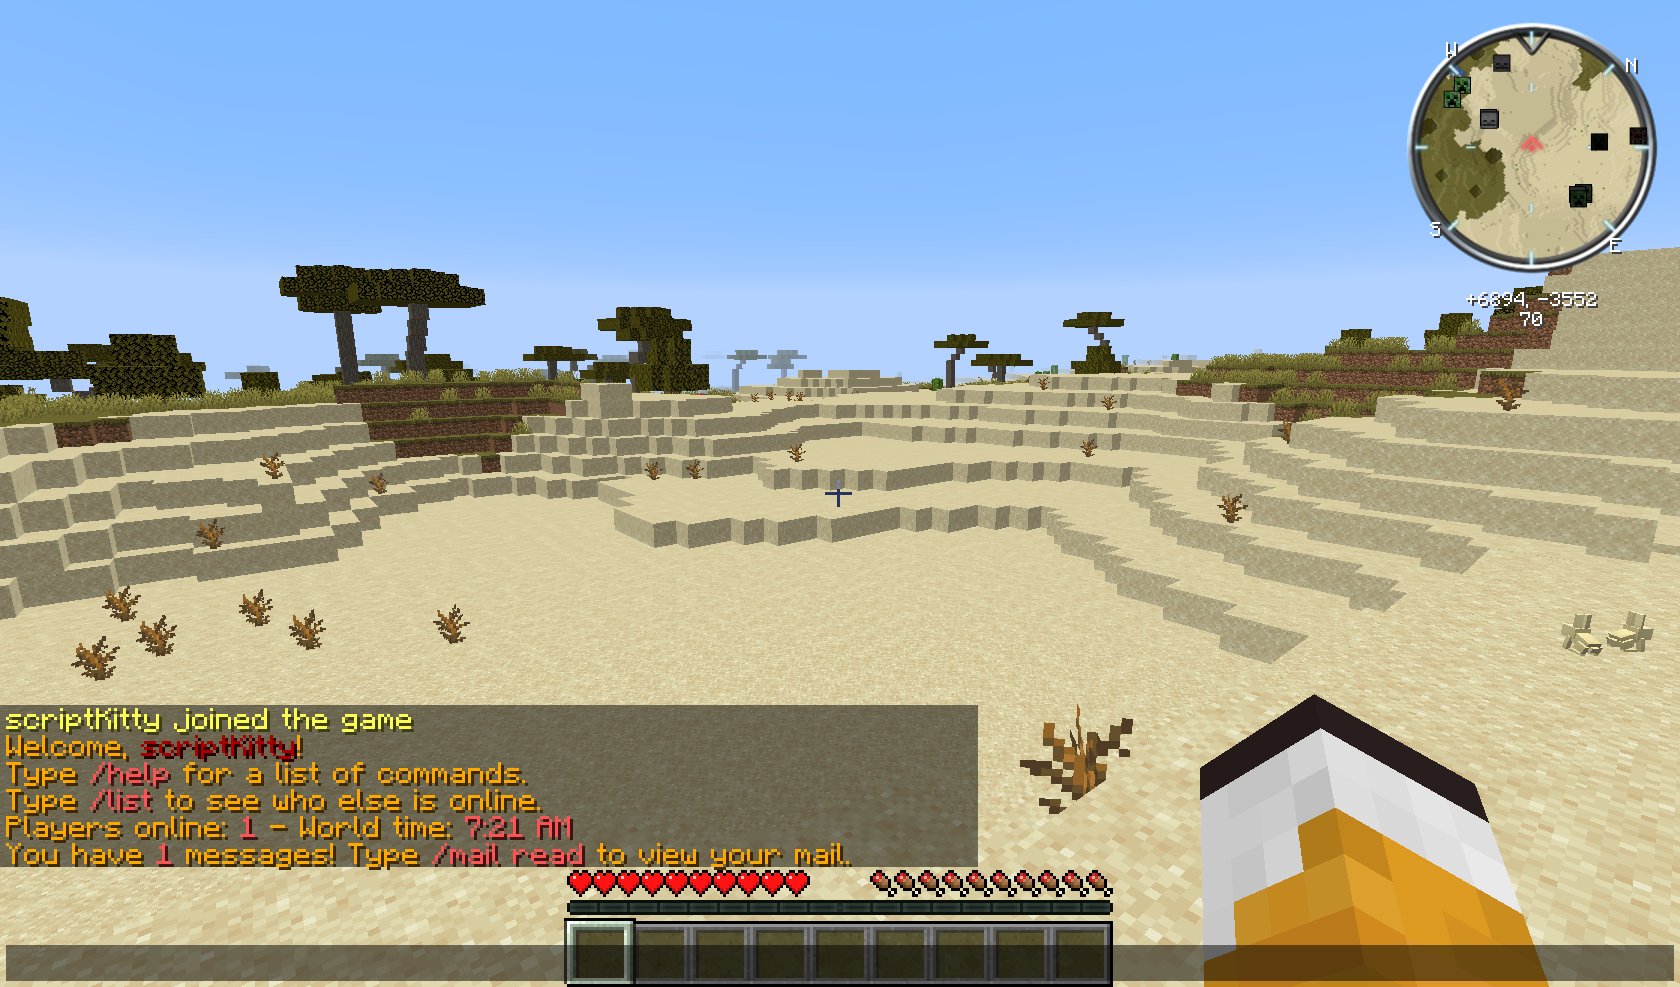 W
N
S
E
+6894, -3552
70
scriptKitty joined the game
Welcome, scriptKitty!
Type /help for a list of commands.
Type /list to see who else is online.
Players online: 1 - World time: 7:21 AM
You have 1 messages! Type /mail read to view your mail.